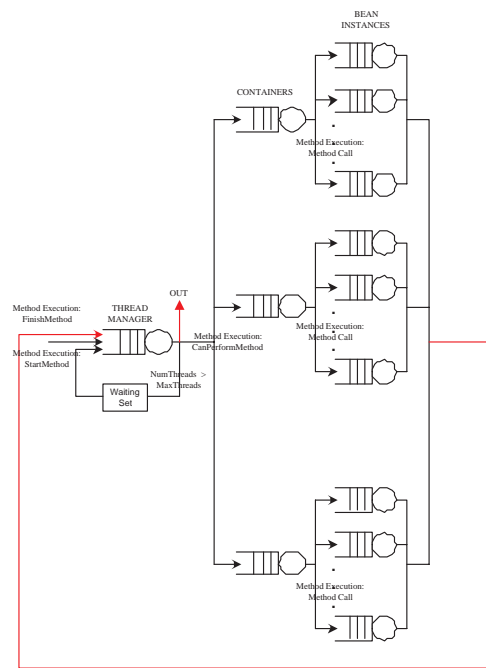 BEAN
INSTANCES
CONTAINERS
Method Execution:
Method Call
OUT
Method Execution:
FinishMethod
THREAD
MANAGER
Method Execution:
CanPerformMethod
Method Execution:
Method Call
Method Execution:
StartMethod
NumThreads >
MaxThreads
Waiting
Set
Method Execution:
Method Call